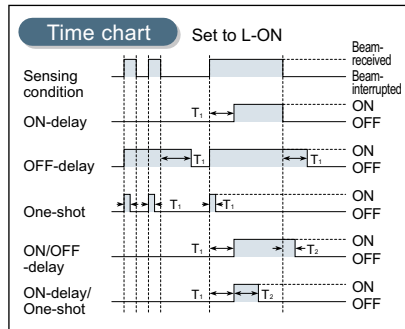 Time chart
Set to L-ON
Sensing
condition
Beam-
received
Beam-
interrupted
ON-delay
T1
ON
OFF
OFF-delay
T1
T1
ON
OFF
One-shot
T1
T1
ON
OFF
ON/OFF
-delay
T1
T2
ON
OFF
ON-delay/
One-shot
T1
T2
ON
OFF